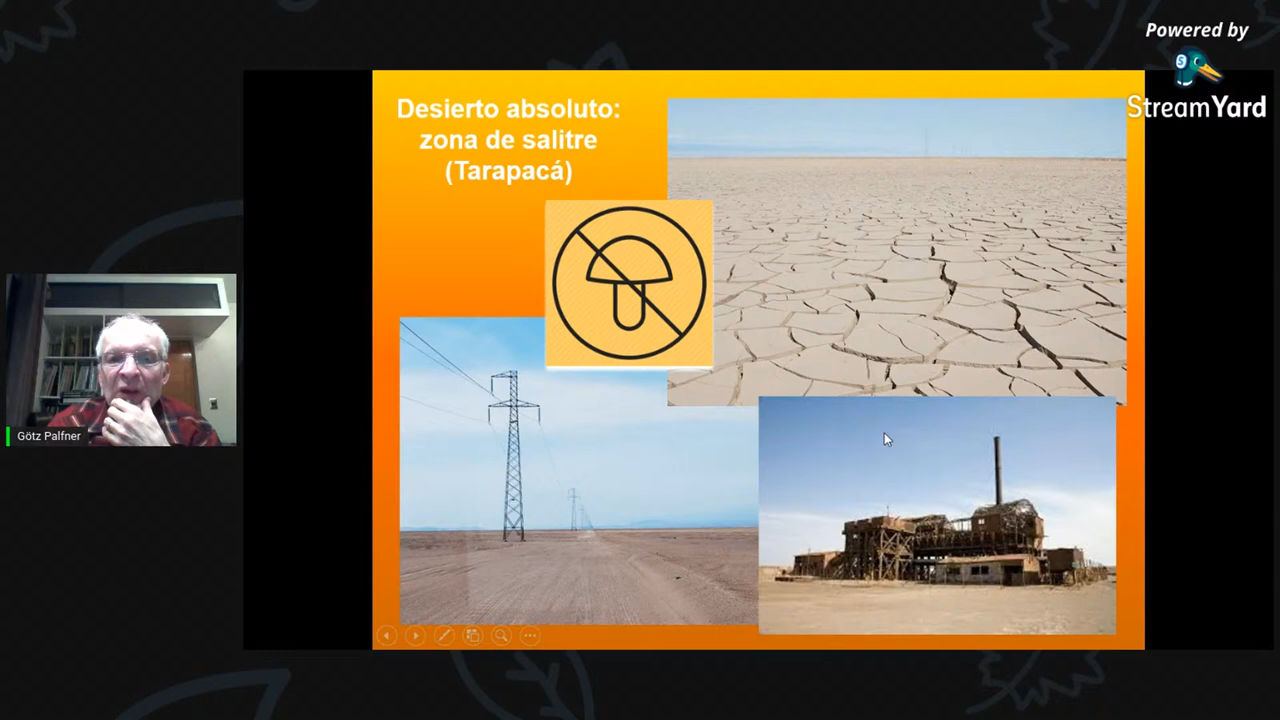 Powered by
StreamYard
Desierto absoluto:
zona de salitre
(Tarapacá)
Götz Palfner